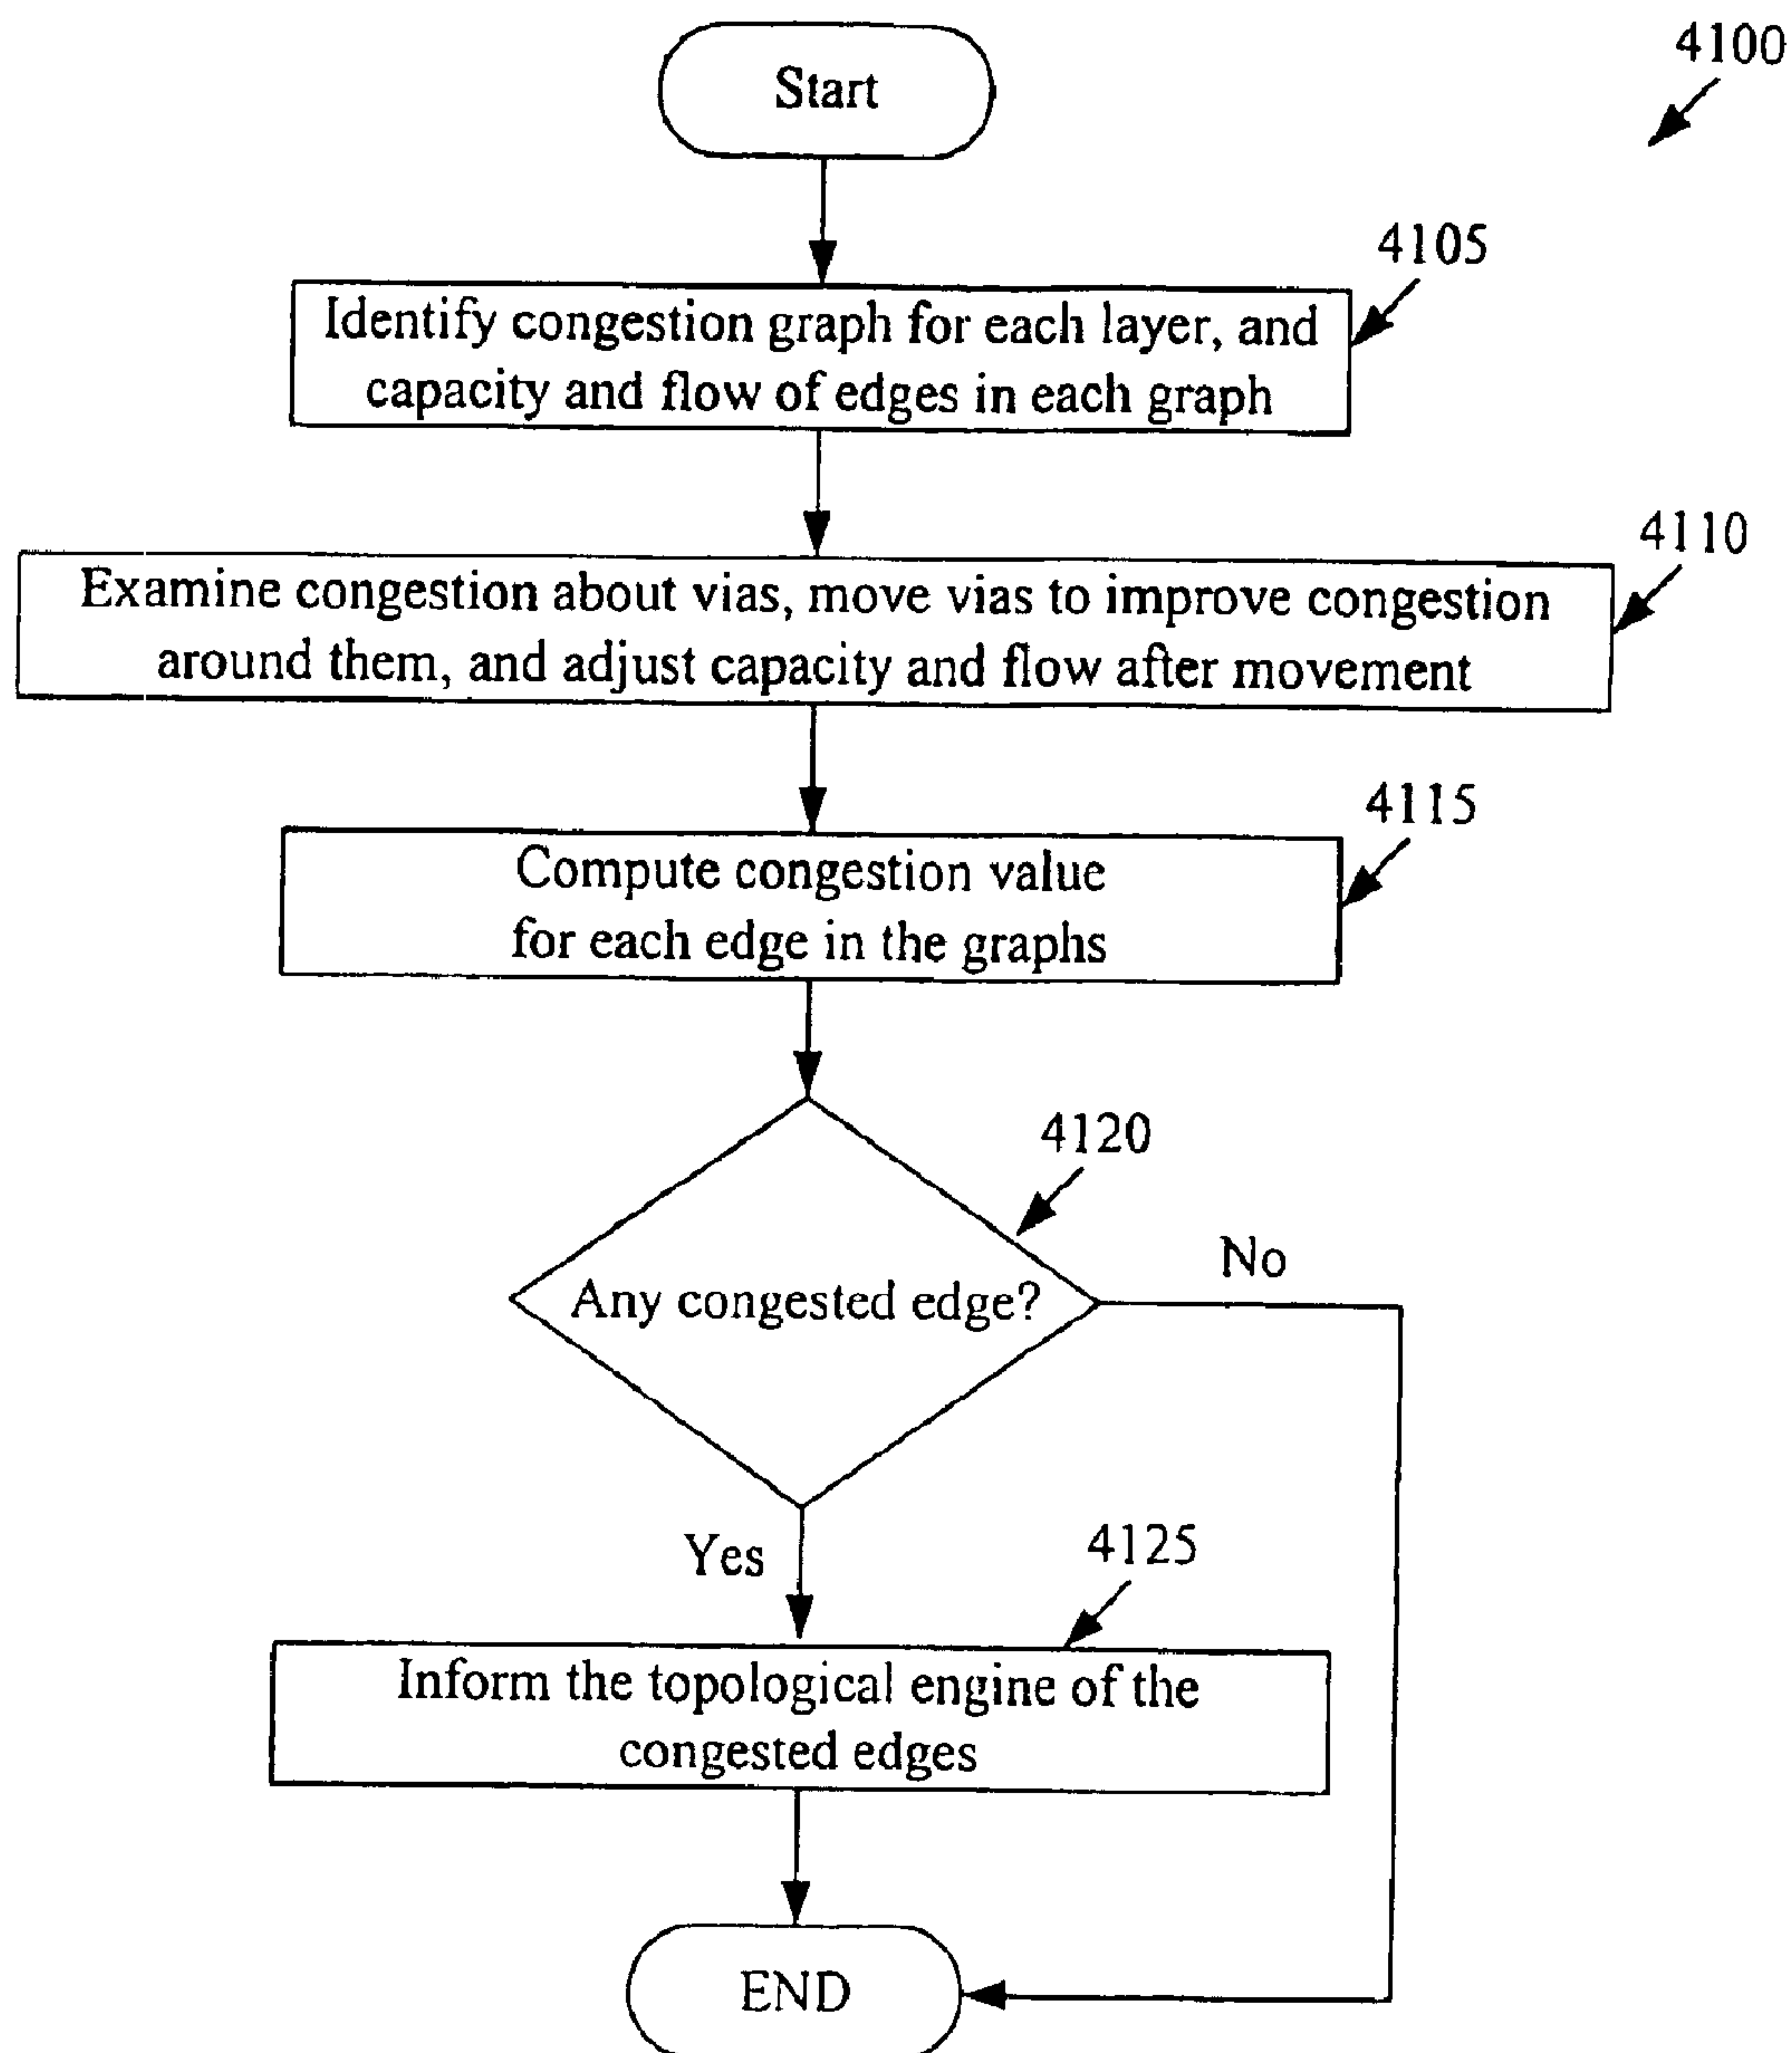 4100
Start
4105
Identify congestion graph for each layer, and
capacity and flow of edges in each graph
4110
Examine congestion about vias, move vias to improve congestion
around them, and adjust capacity and flow after movement
4115
Compute congestion value
for each edge in the graphs
4120
Any congested edge?
No
Yes
4125
Inform the topological engine of the
congested edges
END